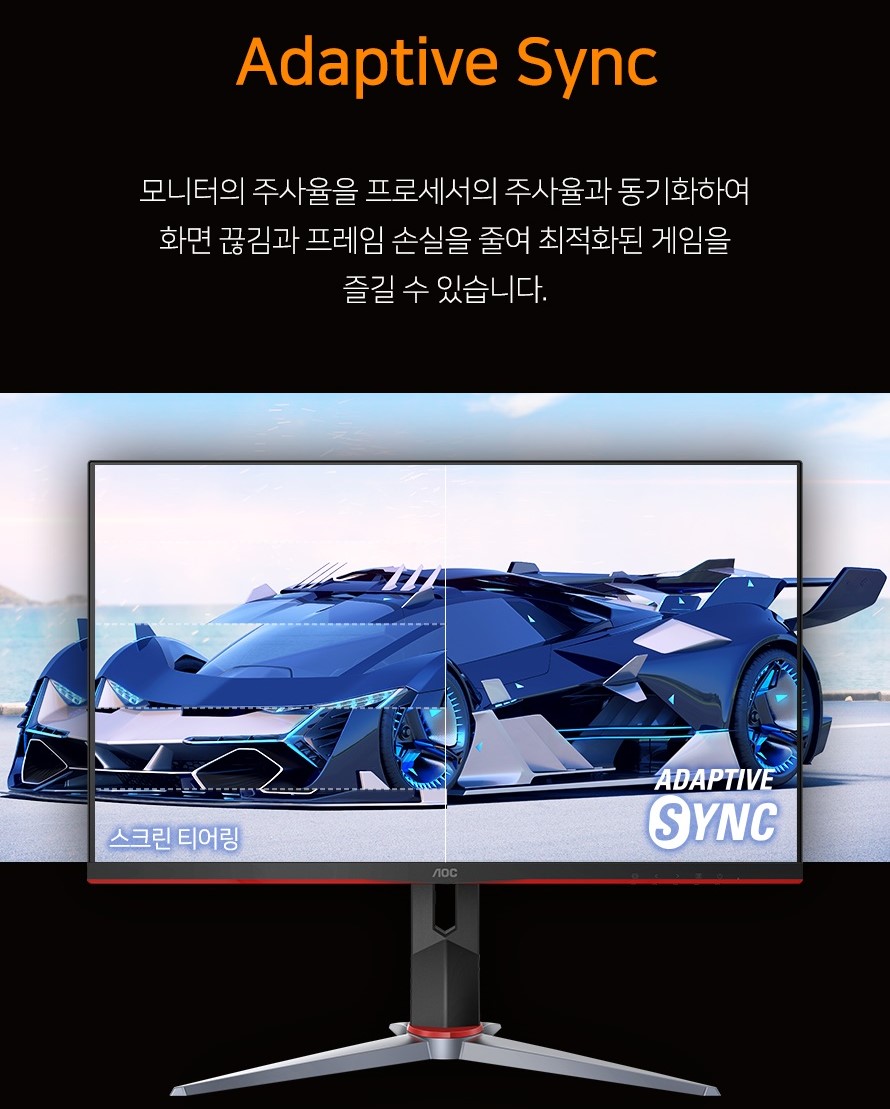 Adaptive Sync
모니터의 주사율을 프로세서의 주사율과 동기화하여
화면 끊김과 프레임 손실을 줄여 최적화된 게임을
즐길 수 있습니다.
ADAPTIVE
SYNC
스크린 티어링
AOC